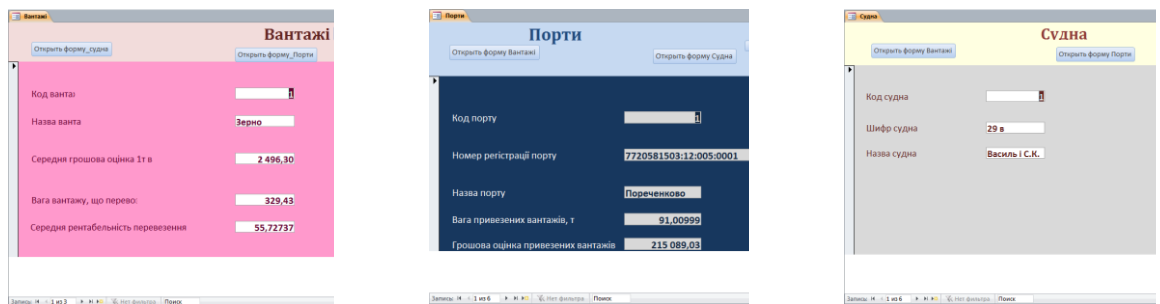 Вантажі
Вантажі
Открыть форму_судна
Открыть форму_Порти
Код вантаж
1
Назва ванта
Зерно
Середня грошова оцінка 1т в
2 496,30
Вага вантажу, що перевоз
329,43
Середня рентабельність перевезення
55,72737
Записи: 1 из 3 Нет фильтра Поиск
Порти
Порти
Открыть форму Вантажі
Открыть форму Судна
Код порту
1
Номер регістрації порту
7720581503:12:005:0001
Назва порту
Пореченково
Вага привезених вантажів, т
91,00999
Грошова оцінка привезених вантажів
215 089,03
Записи: 1 из 6 Нет фильтра Поиск
Судна
Судна
Открыть форму Вантажі
Открыть форму Порти
Код судна
1
Шифр судна
29 в
Назва судна
Василь і С.К.
Записи: 1 из 6 Нет фильтра Поиск